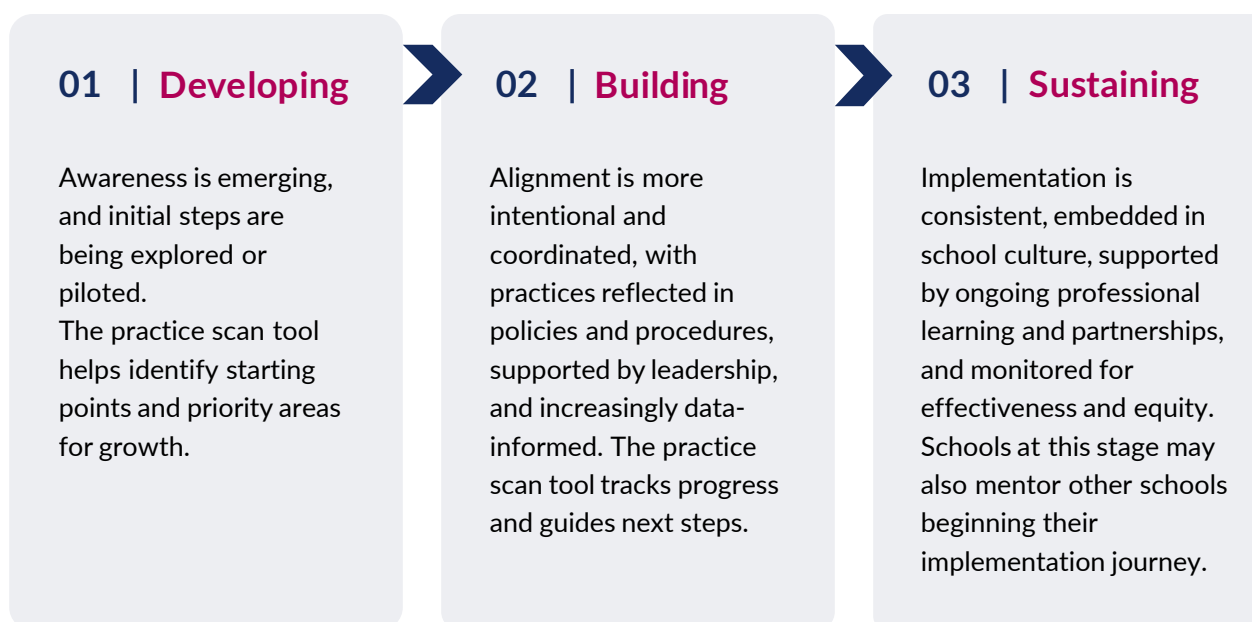 01 | Developing
Awareness is emerging,
and initial steps are
being explored or
piloted.
The practice scan tool
helps identify starting
points and priority areas
for growth.
02 | Building
Alignment is more
intentional and
coordinated, with
practices reflected in
policies and procedures,
supported by leadership,
and increasingly data-
informed. The practice
scan tool tracks progress
and guides next steps.
03 | Sustaining
Implementation is
consistent, embedded in
school culture, supported
by ongoing professional
learning and partnerships,
and monitored for
effectiveness and equity.
Schools at this stage may
also mentor other schools
beginning their
implementation journey.